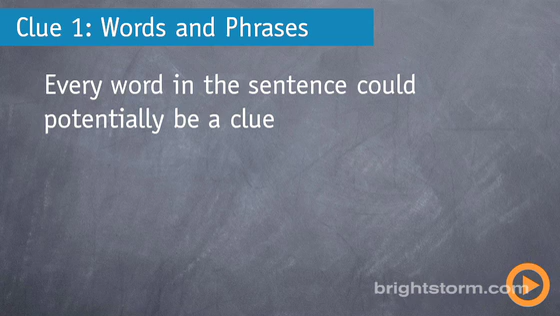 Clue 1: Words and Phrases
Every word in the sentence could
potentially be a clue
brightstorm.com